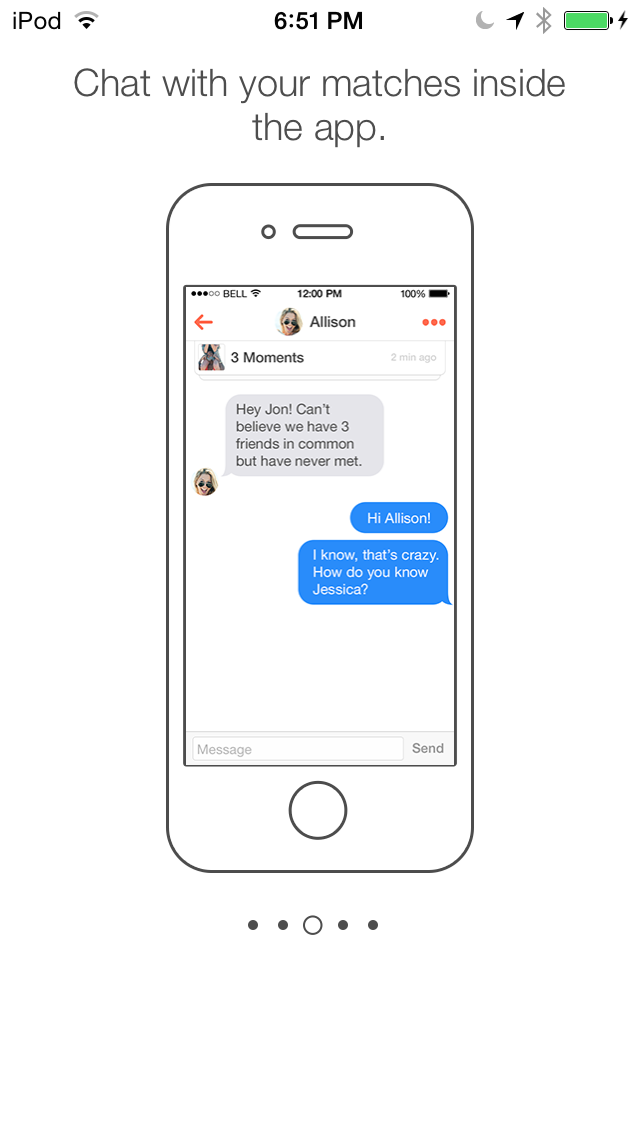 iPod 6:51 PM
Chat with your matches inside
the app.
BELL 12:00 PM 100%
Allison
3 Moments 2 min ago
Hey Jon! Can't
believe we have 3
friends in common
but have never met.
Hi Allison!
I know, that's crazy.
How do you know
Jessica?
Message Send